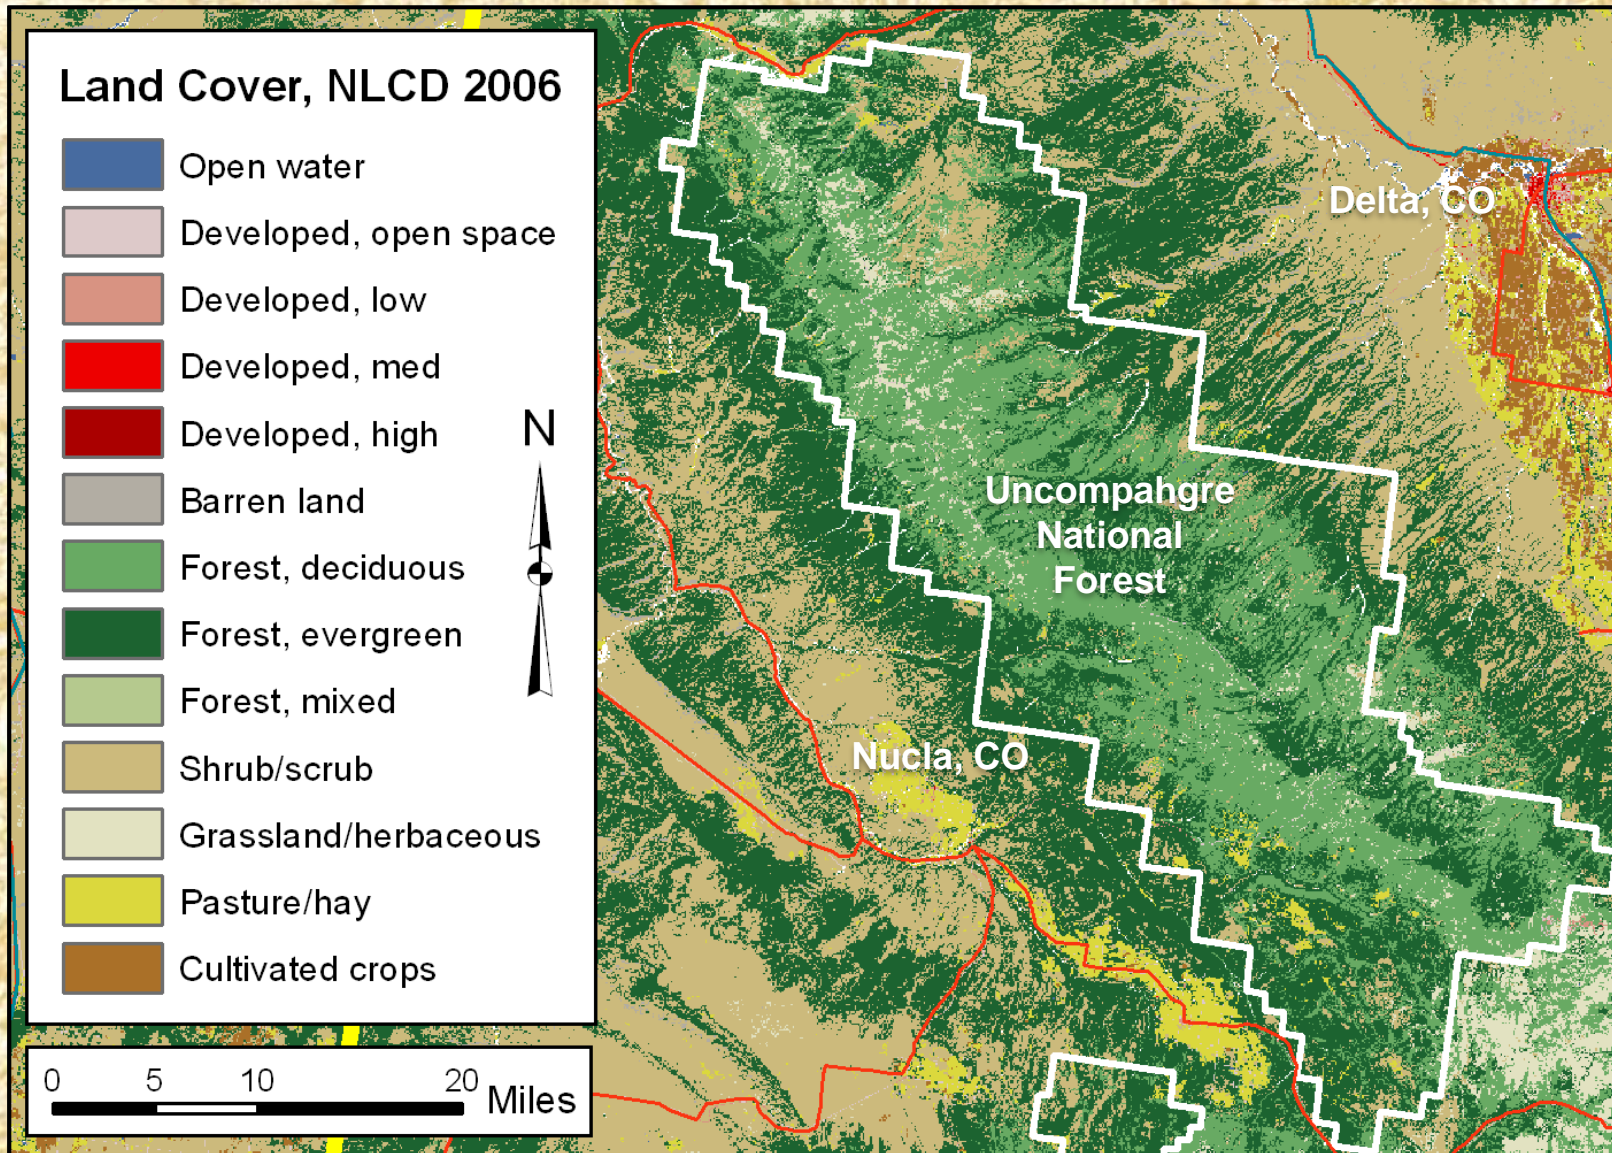 Land Cover, NLCD 2006
Open water
Developed, open space
Developed, low
Developed, med
Developed, high
Barren land
Forest, deciduous
Forest, evergreen
Forest, mixed
Shrub/scrub
Grassland/herbaceous
Pasture/hay
Cultivated crops
N
0 5 10 20 Miles
Delta, CO
Uncompahgre
National
Forest
Nucla, CO